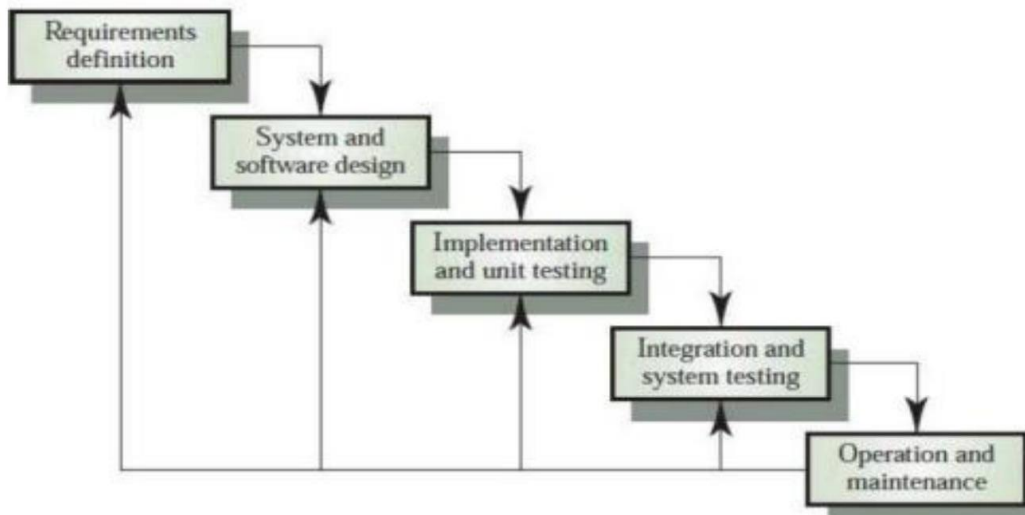 Requirements
definition
System and
software design
Implementation
and unit testing
Integration and
system testing
Operation and
maintenance